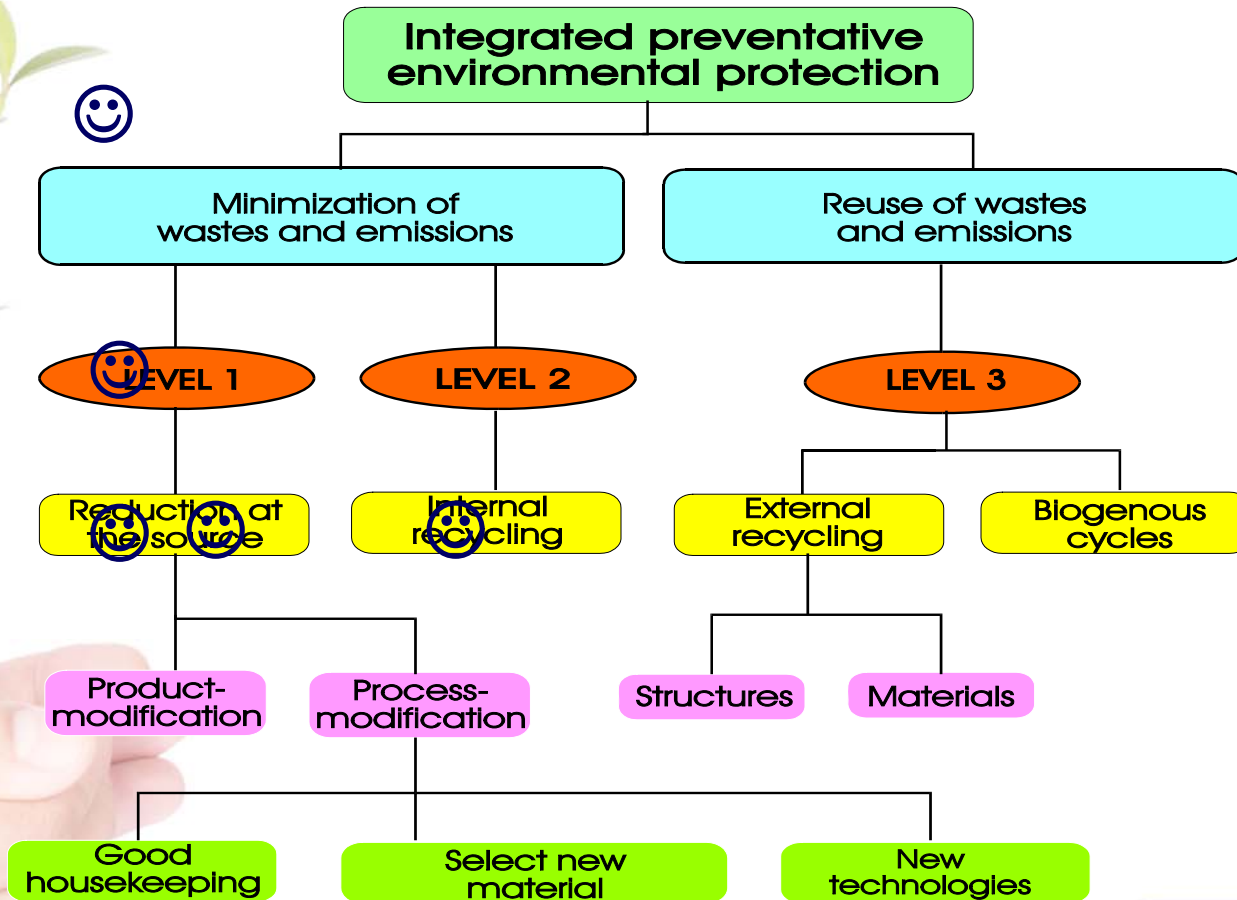 Integrated preventative
environmental protection
Minimization of
wastes and emissions
Reuse of wastes
and emissions
LEVEL 1
LEVEL 2
LEVEL 3
Reduction at
the source
Internal
recycling
External
recycling
Biogenous
cycles
Product-
modification
Process-
modification
Structures
Materials
Good
housekeeping
Select new
material
New
technologies